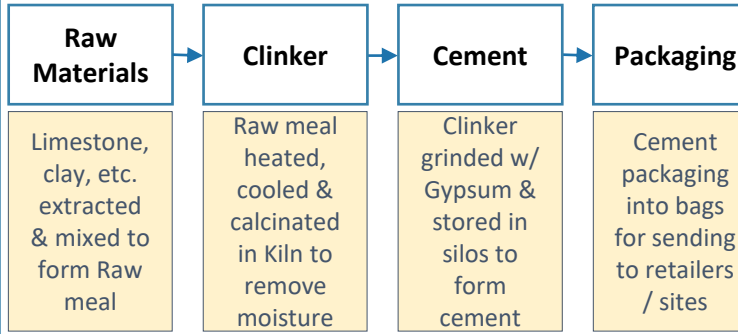 Raw
Materials
Clinker
Cement
Packaging
Limestone,
clay, etc.
extracted
& mixed to
form Raw
meal
Raw meal
heated,
cooled &
calcinated
in Kiln to
remove
moisture
Clinker
grinded w/
Gypsum &
stored in
silos to
form
cement
Cement
packaging
into bags
for sending
to retailers
/ sites